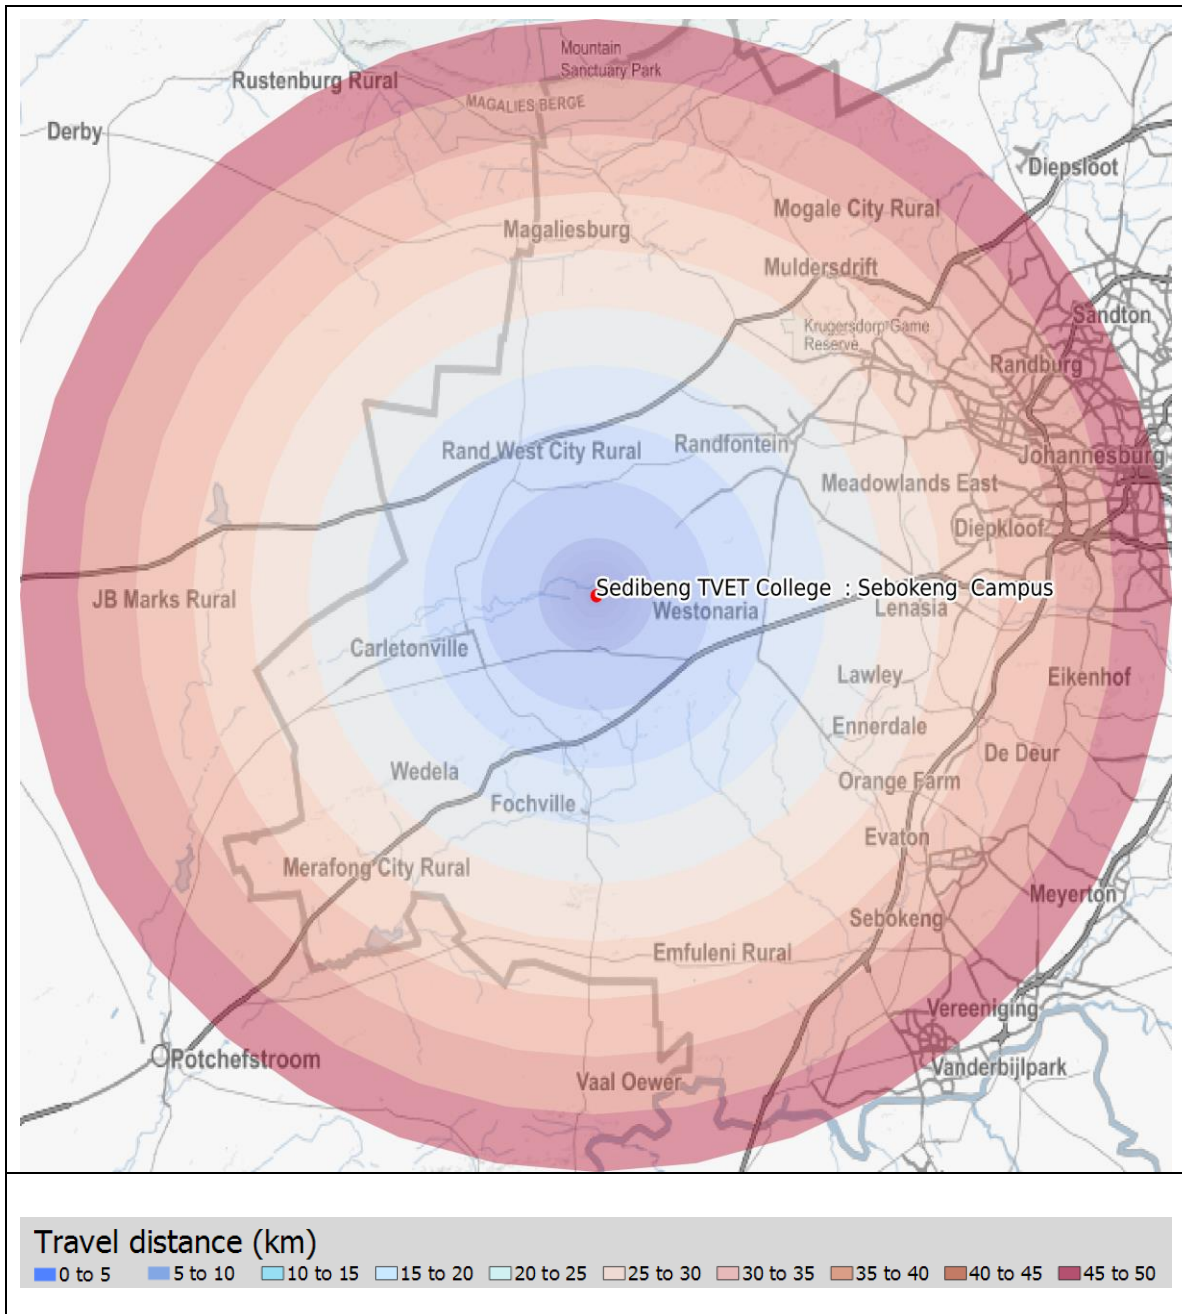 Mountain
Sanctuary Park
Rustenburg Rural
MAGALIES BERGE
Derby
Diepsloot
Mogale City Rural
Magaliesburg
Muldersdrift
Krugersdorp Game
Reserve
Sandton
Randburg
Rand West City Rural
Randfontein
Johannesburg
Meadowlands East
Diepkloof
Sedibeng TVET College : Sebokeng Campus
JB Marks Rural
Westonaria
Lenasia
Carletonville
Lawley
Eikenhof
Ennerdale
De Deur
Wedela
Orange Farm
Fochville
Evaton
Merafong City Rural
Meyerton
Sebokeng
Emfuleni Rural
Vereeniging
Potchefstroom
Vanderbijlpark
Vaal Oewer
Travel distance (km)
0 to 5 5 to 10 10 to 15 15 to 20 20 to 25 25 to 30 30 to 35 35 to 40 40 to 45 45 to 50